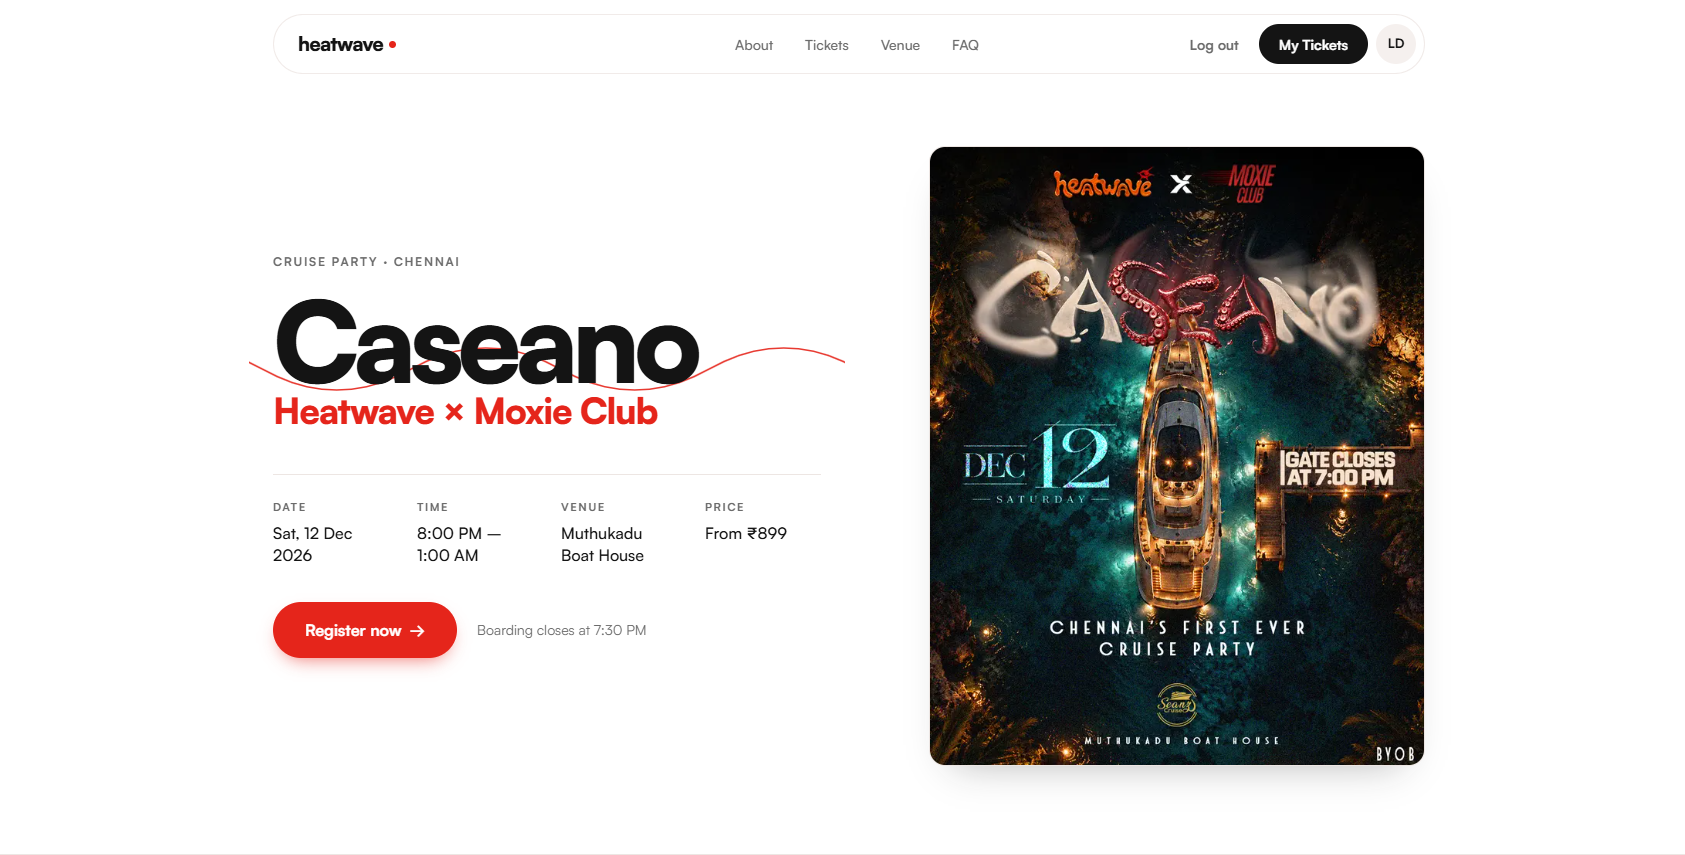 heatwave
About
Tickets
Venue
FAQ
Log out
My Tickets
LD
CRUISE PARTY • CHENNAI
Caseano
Heatwave × Moxie Club
DATE
Sat, 12 Dec
2026
TIME
8:00 PM –
1:00 AM
VENUE
Muthukadu
Boat House
PRICE
From ₹899
Register now →
Boarding closes at 7:30 PM
heatwave X MOXIE
CLUB
CASEANO
DEC 12
SATURDAY
GATE CLOSES
AT 7:00 PM
CHENNAI'S FIRST EVER
CRUISE PARTY
Seanz
Cruise
MUTHUKADU BOAT HOUSE
BYOB